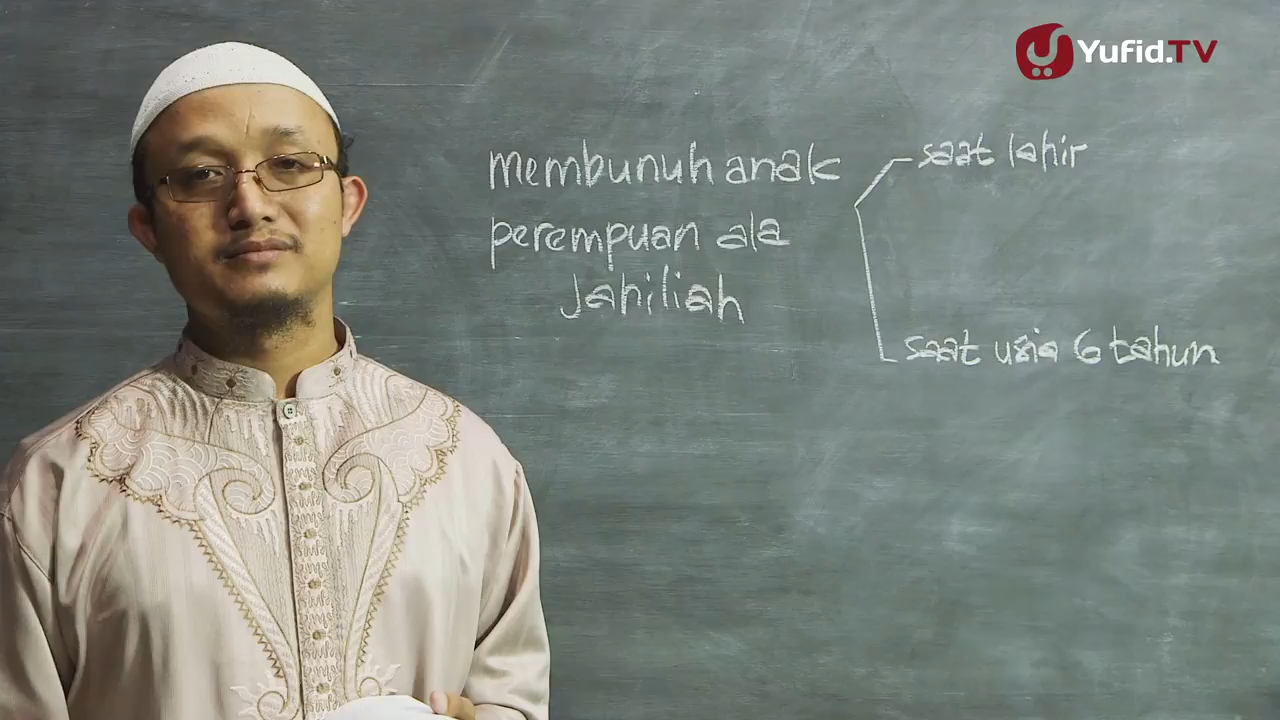 Yufid.TV
membunuh anak
perempuan ala
Jahiliah
saat lahir
saat usia 6 tahun